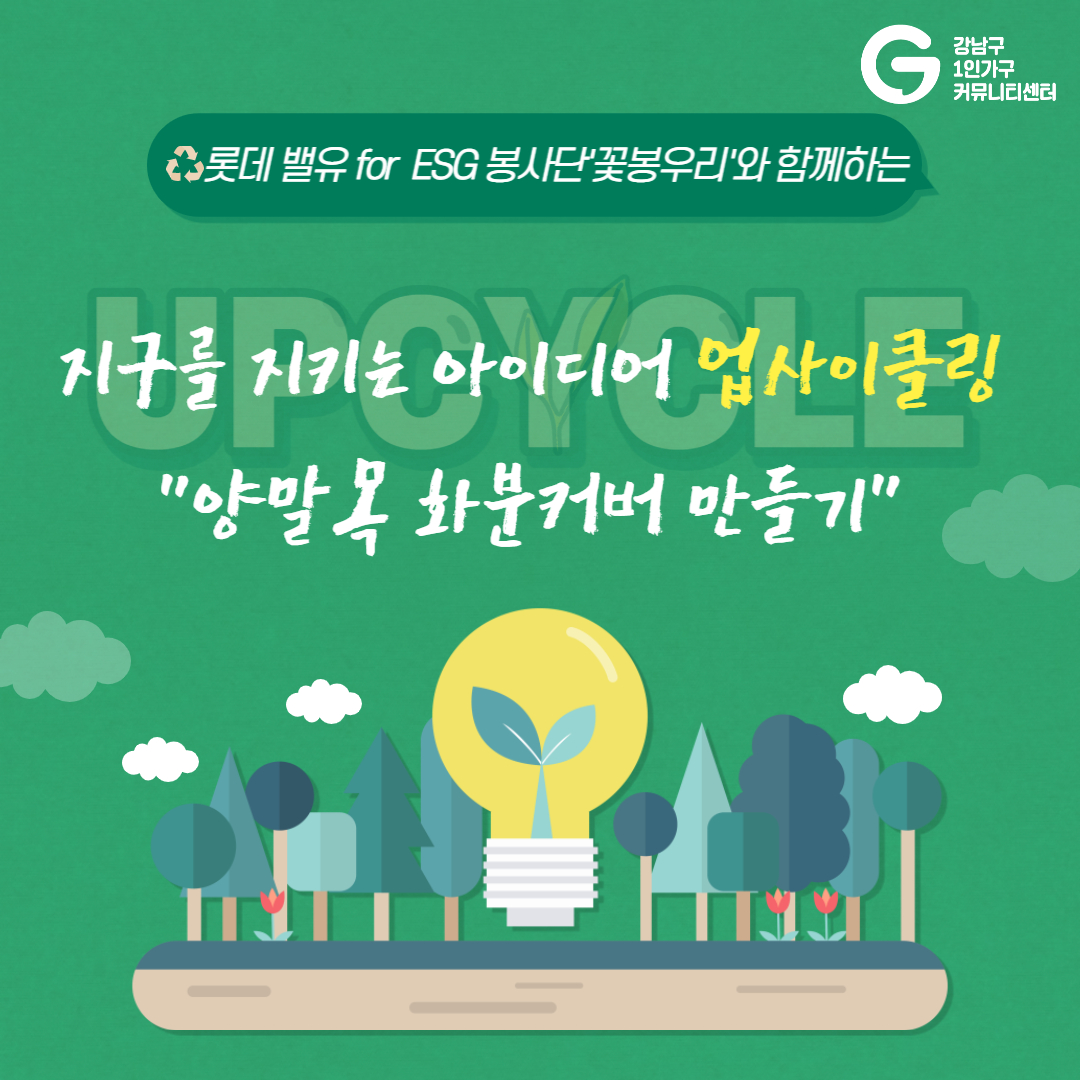 강남구
1인가구
커뮤니티센터
롯데 밸유 for ESG 봉사단'꽃봉우리'와 함께하는
UPCYCLE
지구를 지키는 아이디어 업사이클링
"양말목 화분커버 만들기"